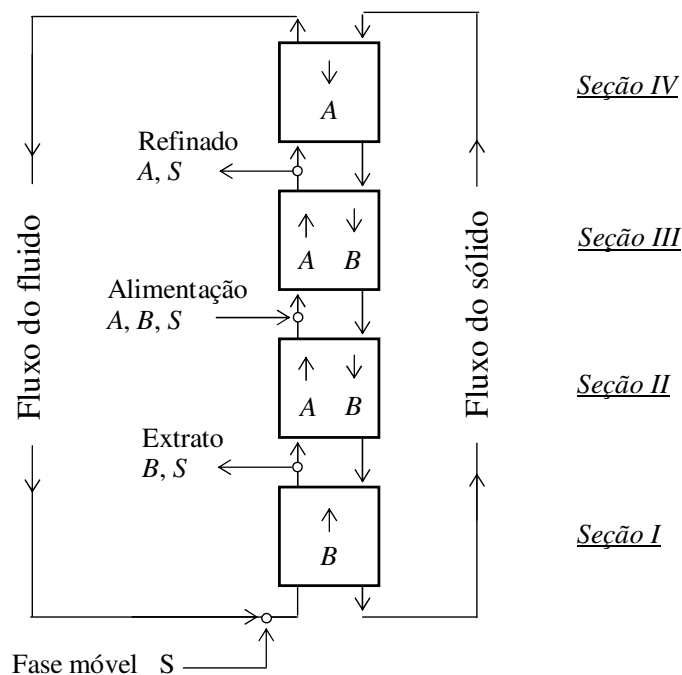 A
Seção IV
Refinado
A, S
A B
Seção III
Fluxo do fluido
Fluxo do sólido
Alimentação
A, B, S
A B
Seção II
Extrato
B, S
B
Seção I
Fase móvel S